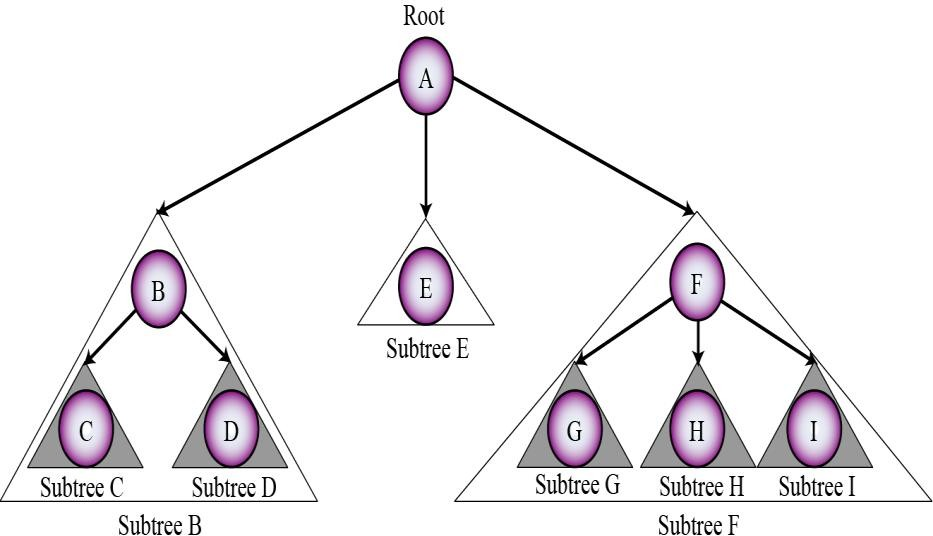 Root
A
B
E
F
Subtree E
C
D
G
H
I
Subtree C
Subtree D
Subtree G
Subtree H
Subtree I
Subtree B
Subtree F